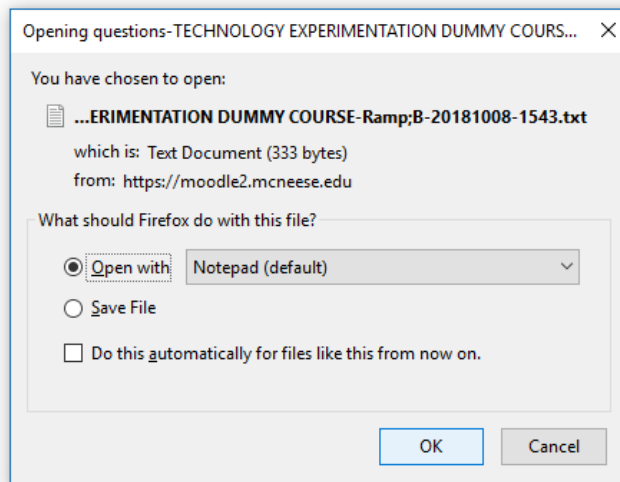 Opening questions-TECHNOLOGY EXPERIMENTATION DUMMY COURS...
You have chosen to open:
...ERIMENTATION DUMMY COURSE-Ramp;B-20181008-1543.txt
which is: Text Document (333 bytes)
from: https://moodle2.mcneese.edu
What should Firefox do with this file?
Open with Notepad (default)
Save File
Do this automatically for files like this from now on.
OK Cancel